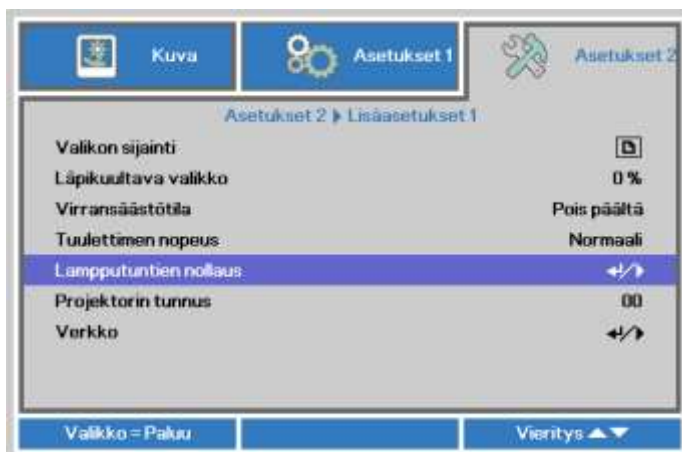 Kuva
Asetukset 1
Asetukset 2
Asetukset 2 Lisäasetukset 1
Valikon sijainti
Läpikuultava valikko 0 %
Virransäästötila Pois päältä
Tuulettimen nopeus Normaali
Lampputuntien nollaus
Projektorin tunnus 00
Verkko
Valikko = Paluu
Vieritys